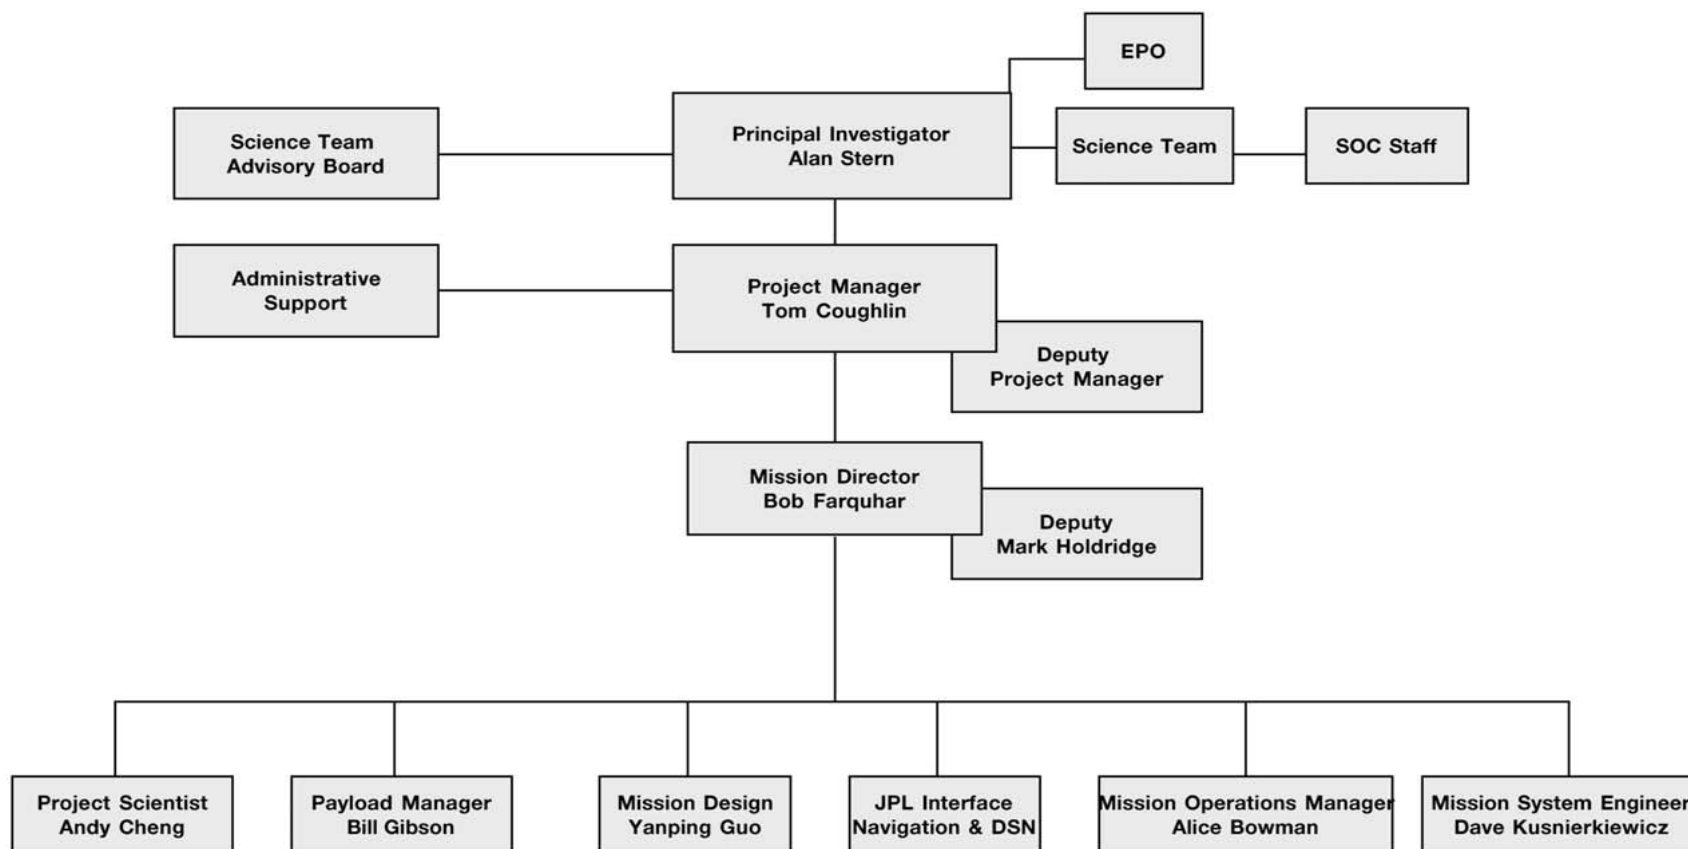 EPO
Science Team
Advisory Board
Principal Investigator
Alan Stern
Science Team
SOC Staff
Administrative
Support
Project Manager
Tom Coughlin
Deputy
Project Manager
Mission Director
Bob Farquhar
Deputy
Mark Holdridge
Project Scientist
Andy Cheng
Payload Manager
Bill Gibson
Mission Design
Yanping Guo
JPL Interface
Navigation & DSN
Mission Operations Manager
Alice Bowman
Mission System Engineer
Dave Kusnierkiewicz